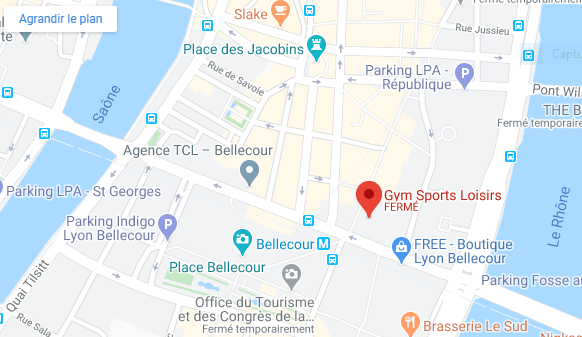 Agrandir le plan
Slake
Rue Jussieu
Place des Jacobins
Captu
Rue de Savoie
Parking LPA -
République
Pont Wils
THE B
Fermé temporairement
Saône
Agence TCL – Bellecour
Parking LPA - St Georges
Gym Sports Loisirs
FERMÉ
Le Rhône
Parking Indigo
Lyon Bellecour
Bellecour
FREE - Boutique
Lyon Bellecour
Place Bellecour
Quai Tilsitt
Parking Fosse au
Office du Tourisme
et des Congrès de la...
Fermé temporairement
Rue Sala
Brasserie Le Sud
Ninkas